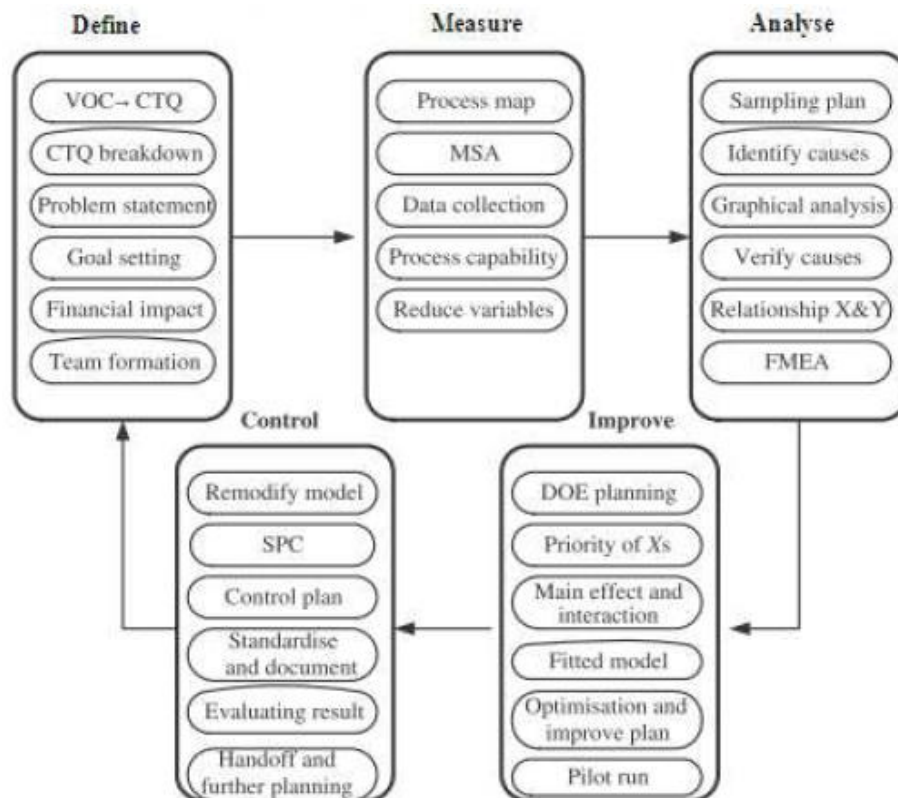 Define
VOC→ CTQ
CTQ breakdown
Problem statement
Goal setting
Financial impact
Team formation
Measure
Process map
MSA
Data collection
Process capability
Reduce variables
Analyse
Sampling plan
Identify causes
Graphical analysis
Verify causes
Relationship X&Y
FMEA
Improve
DOE planning
Priority of Xs
Main effect and
interaction
Fitted model
Optimisation and
improve plan
Pilot run
Control
Remodify model
SPC
Control plan
Standardise
and document
Evaluating result
Handoff and
further planning